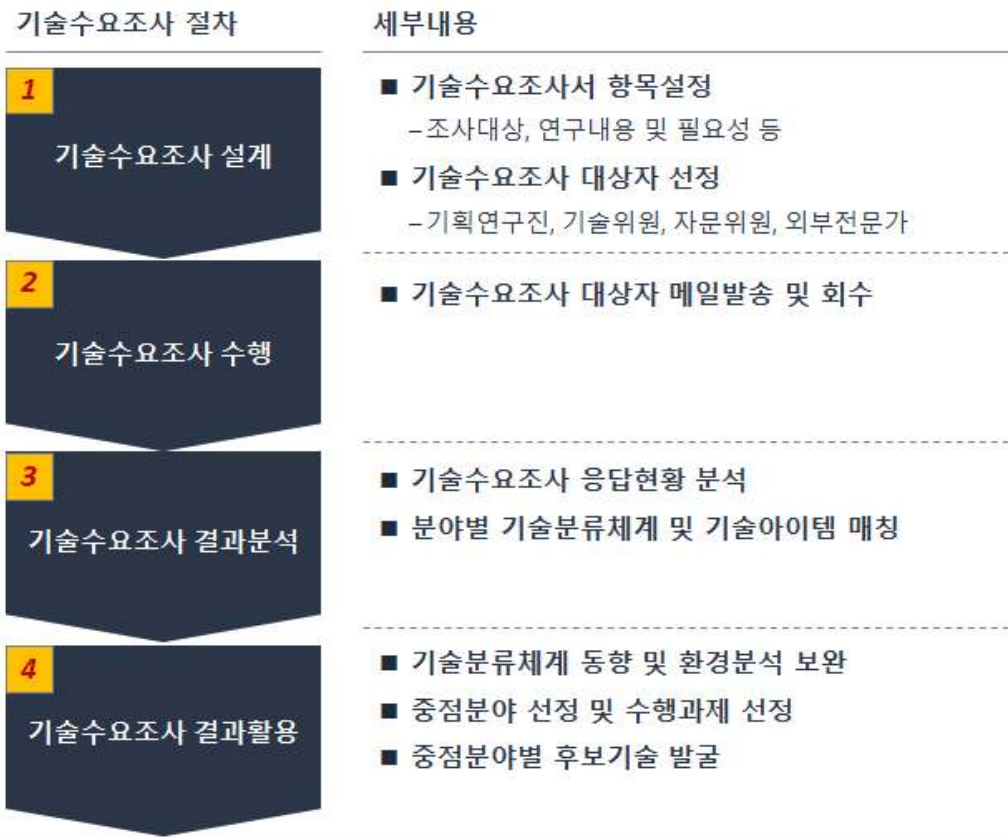 기술수요조사 절차
세부내용
1
기술수요조사 설계
■ 기술수요조사서 항목설정
–조사대상, 연구내용 및 필요성 등
■ 기술수요조사 대상자 선정
–기획연구진, 기술위원, 자문위원, 외부전문가
2
기술수요조사 수행
■ 기술수요조사 대상자 메일발송 및 회수
3
기술수요조사 결과분석
■ 기술수요조사 응답현황 분석
■ 분야별 기술분류체계 및 기술아이템 매칭
4
기술수요조사 결과활용
■ 기술분류체계 동향 및 환경분석 보완
■ 중점분야 선정 및 수행과제 선정
■ 중점분야별 후보기술 발굴